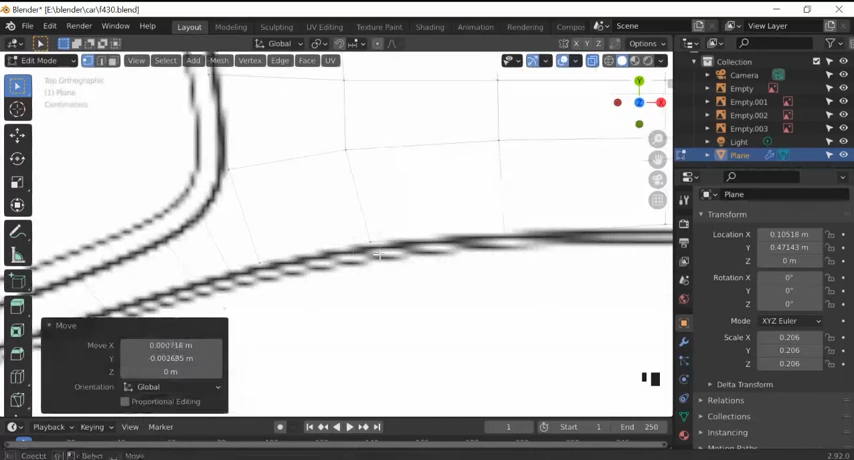 Blender* [E:\blender\car\f430.blend]
File Edit Render Window Help Layout Modeling Sculpting UV Editing Texture Paint Shading Animation Rendering Compos Scene View Layer
Global Options
Edit Mode View Select Add Mesh Vertex Edge Face UV
Top Orthographic
(1) Plane
Centimeters
Y
Z
X
Collection
Camera
Empty
Empty.001
Empty.002
Empty.003
Light
Plane
Plane
Transform
Location X 0.10518 m
Y 0.47143 m
Z 0 m
Rotation X 0°
Y 0°
Z 0°
Mode XYZ Euler
Scale X 0.206
Y 0.206
Z 0.206
Delta Transform
Relations
Collections
Instancing
Motion Paths
Move
Move X
Y
Z 0 m
Orientation Global
Proportional Editing
Playback Keying View Marker 1 Start 1 End 250
Select Move 2.92.0